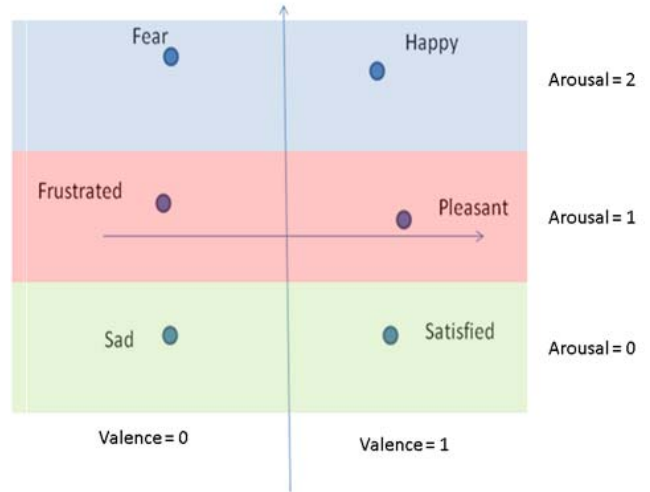 Fear
Happy
Arousal = 2
Frustrated
Pleasant
Arousal = 1
Sad
Satisfied
Arousal = 0
Valence = 0
Valence = 1